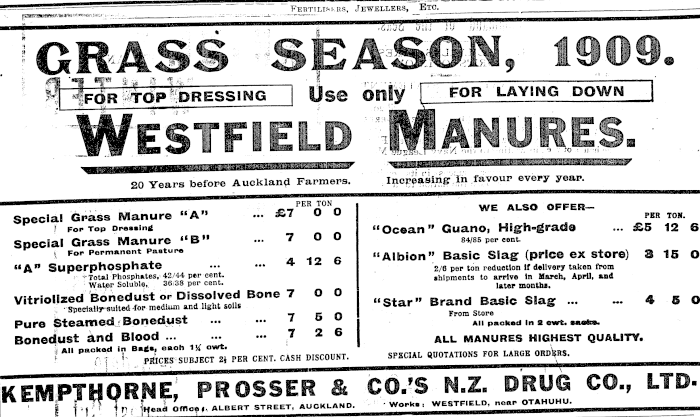 FERTILISERS, JEWELLERS, ETC.
GRASS SEASON, 1909.
FOR TOP DRESSING Use only FOR LAYING DOWN
WESTFIELD MANURES.
20 Years before Auckland Farmers. Increasing in favour every year.
PER TON
Special Grass Manure "A" ... £7 0 0
For Top Dressing
Special Grass Manure "B" 7 0 0
For Permanent Pasture
"A" Superphosphate ... ... 4 12 6
Total Phosphates, 42/44 per cent.
Water Soluble, 36.38 per cent.
Vitriolized Bonedust or Dissolved Bone 7 0 0
Specially suited for medium and light soils
Pure Steamed Bonedust ... ... 7 5 0
Bonedust and Blood ... ... 7 2 6
All packed in Bags, each 1¼ cwt.
PRICES SUBJECT 2½ PER CENT. CASH DISCOUNT.
WE ALSO OFFER—
PER TON.
"Ocean" Guano, High-grade ... £5 12 6
84/85 per cent.
"Albion" Basic Slag (price ex store) 3 15 0
2/6 per ton reduction if delivery taken from
shipments to arrive in March, April, and
later months.
"Star" Brand Basic Slag ... ... 4 5 0
From Store
All packed in 2 cwt. sacks.
ALL MANURES HIGHEST QUALITY.
SPECIAL QUOTATIONS FOR LARGE ORDERS.
KEMPTHORNE, PROSSER & CO.'S N.Z. DRUG CO., LTD.
Head Office: ALBERT STREET, AUCKLAND. Works: WESTFIELD, near OTAHUHU.